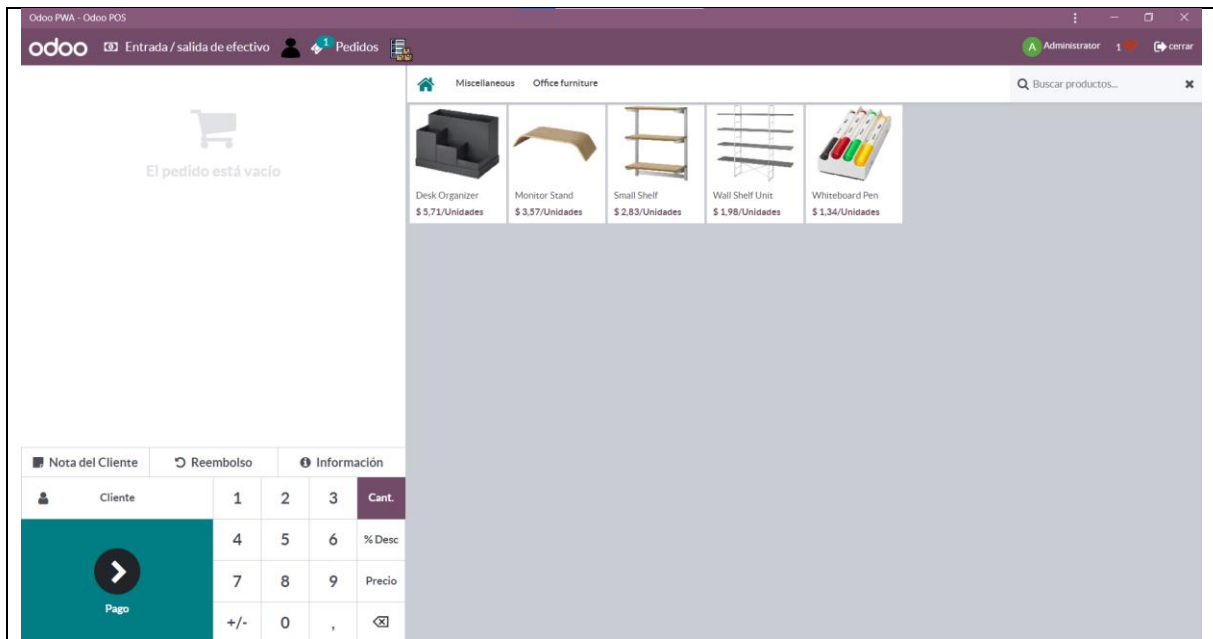 Odoo PWA - Odoo POS
odoo Entrada / salida de efectivo 1 Pedidos A Administrator 1 cerrar
Miscellaneous Office furniture Buscar productos...
El pedido está vacío
Desk Organizer
$ 5,71/Unidades
Monitor Stand
$ 3,57/Unidades
Small Shelf
$ 2,83/Unidades
Wall Shelf Unit
$ 1,98/Unidades
Whiteboard Pen
$ 1,34/Unidades
Nota del Cliente Reembolso Información
Cliente 1 2 3 Cant.
4 5 6 % Desc
7 8 9 Precio
Pago
+/- 0 ,